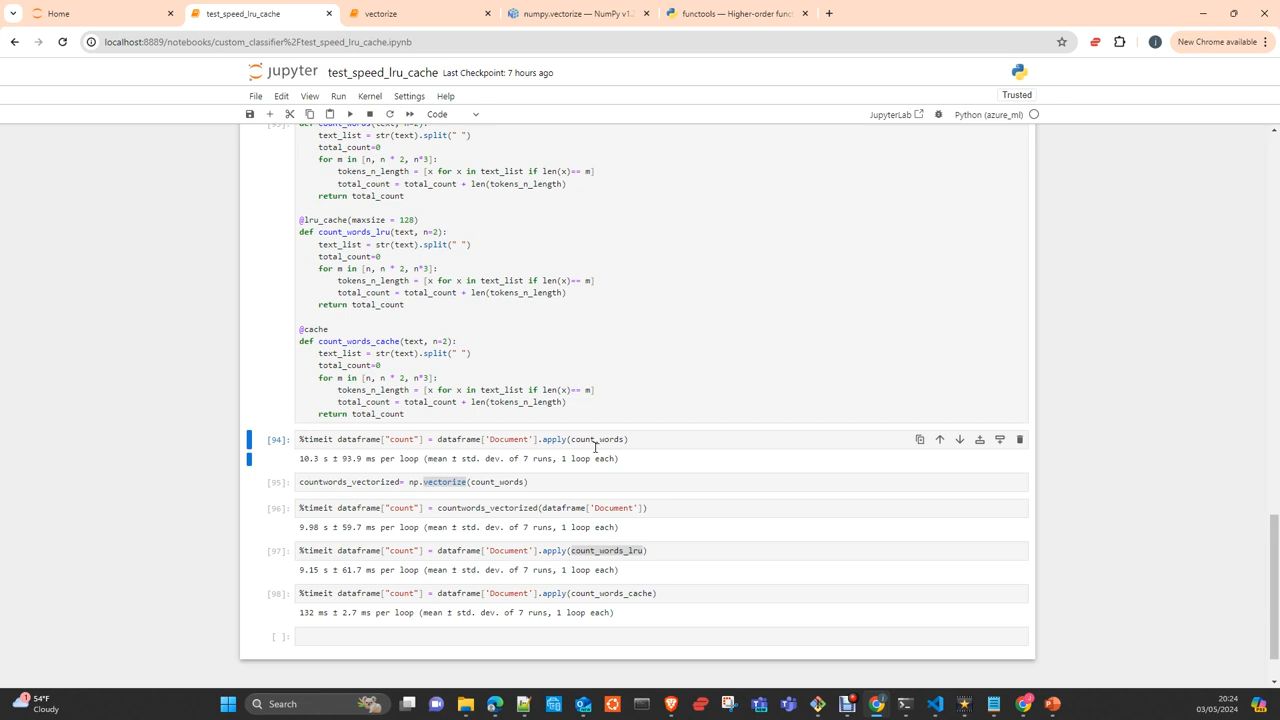 Home
test_speed_lru_cache
vectorize
numpy.vectorize — NumPy v1.
functools — Higher-order func
localhost:8889/notebooks/custom_classifier%2Ftest_speed_lru_cache.ipynb
New Chrome available
jupyter test_speed_lru_cache Last Checkpoint: 7 hours ago
File Edit View Run Kernel Settings Help
Trusted
Code
JupyterLab
Python (azure_ml)
[93]: def count_words(text, n=2):
text_list = str(text).split(" ")
total_count=0
for m in [n, n * 2, n*3]:
tokens_n_length = [x for x in text_list if len(x)== m]
total_count = total_count + len(tokens_n_length)
return total_count
@lru_cache(maxsize = 128)
def count_words_lru(text, n=2):
text_list = str(text).split(" ")
total_count=0
for m in [n, n * 2, n*3]:
tokens_n_length = [x for x in text_list if len(x)== m]
total_count = total_count + len(tokens_n_length)
return total_count
@cache
def count_words_cache(text, n=2):
text_list = str(text).split(" ")
total_count=0
for m in [n, n * 2, n*3]:
tokens_n_length = [x for x in text_list if len(x)== m]
total_count = total_count + len(tokens_n_length)
return total_count
[94]: %timeit dataframe["count"] = dataframe['Document'].apply(count_words)
10.3 s ± 93.9 ms per loop (mean ± std. dev. of 7 runs, 1 loop each)
[95]: countwords_vectorized= np.vectorize(count_words)
[96]: %timeit dataframe["count"] = countwords_vectorized(dataframe['Document'])
9.98 s ± 59.7 ms per loop (mean ± std. dev. of 7 runs, 1 loop each)
[97]: %timeit dataframe["count"] = dataframe['Document'].apply(count_words_lru)
9.15 s ± 61.7 ms per loop (mean ± std. dev. of 7 runs, 1 loop each)
[98]: %timeit dataframe["count"] = dataframe['Document'].apply(count_words_cache)
132 ms ± 2.7 ms per loop (mean ± std. dev. of 7 runs, 1 loop each)
[ ]:
1
54°F
Cloudy
Search
20:24
03/05/2024